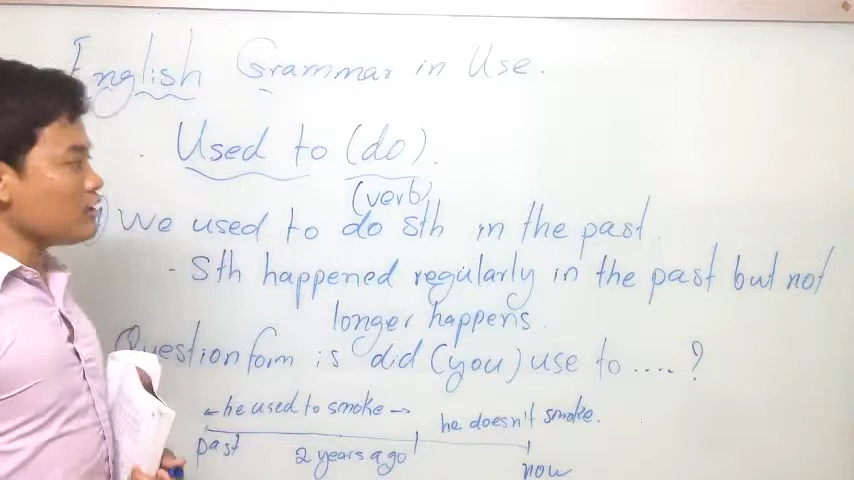 English Grammar in Use.
Used to (do).
(verb)
1) We used to do sth in the past.
- Sth happened regularly in the past but not
longer happens.
Question form is did (you) use to .... ?
he used to smoke
he doesn't smoke.
past
2 years ago
now